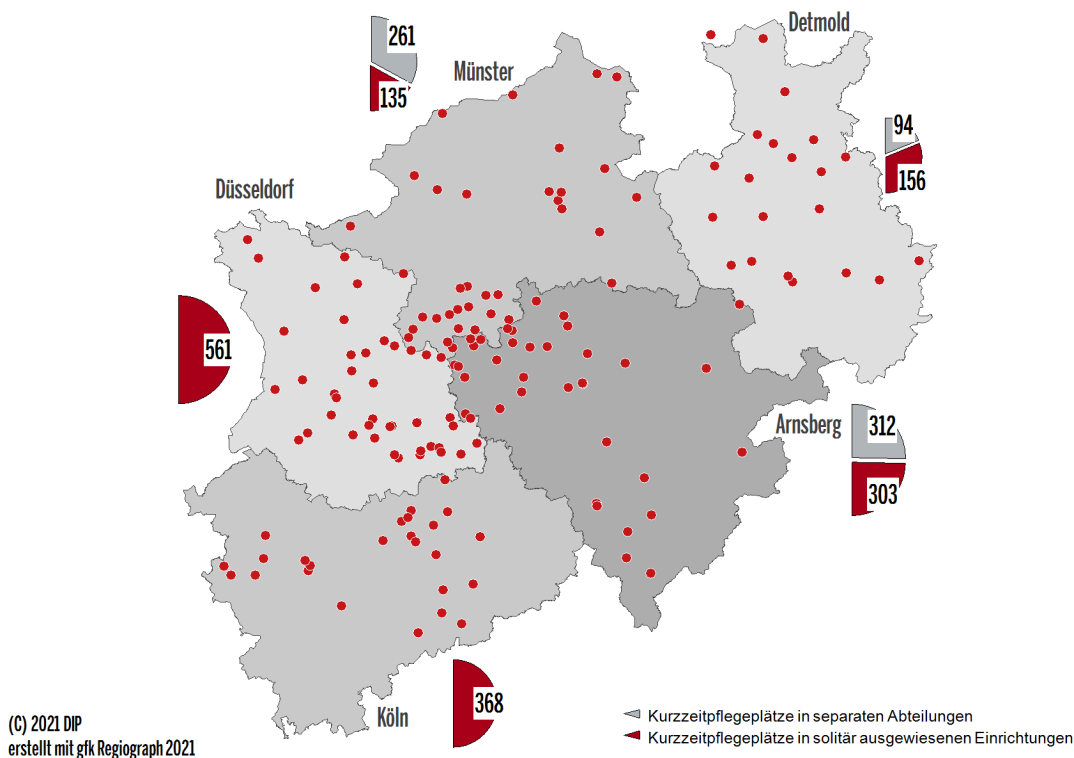 Detmold
261
Münster
135
94
156
Düsseldorf
561
Arnsberg
312
303
368
Köln
(C) 2021 DIP
erstellt mit gfk Regiograph 2021
Kurzzeitpflegeplätze in separaten Abteilungen
Kurzzeitpflegeplätze in solitär ausgewiesenen Einrichtungen